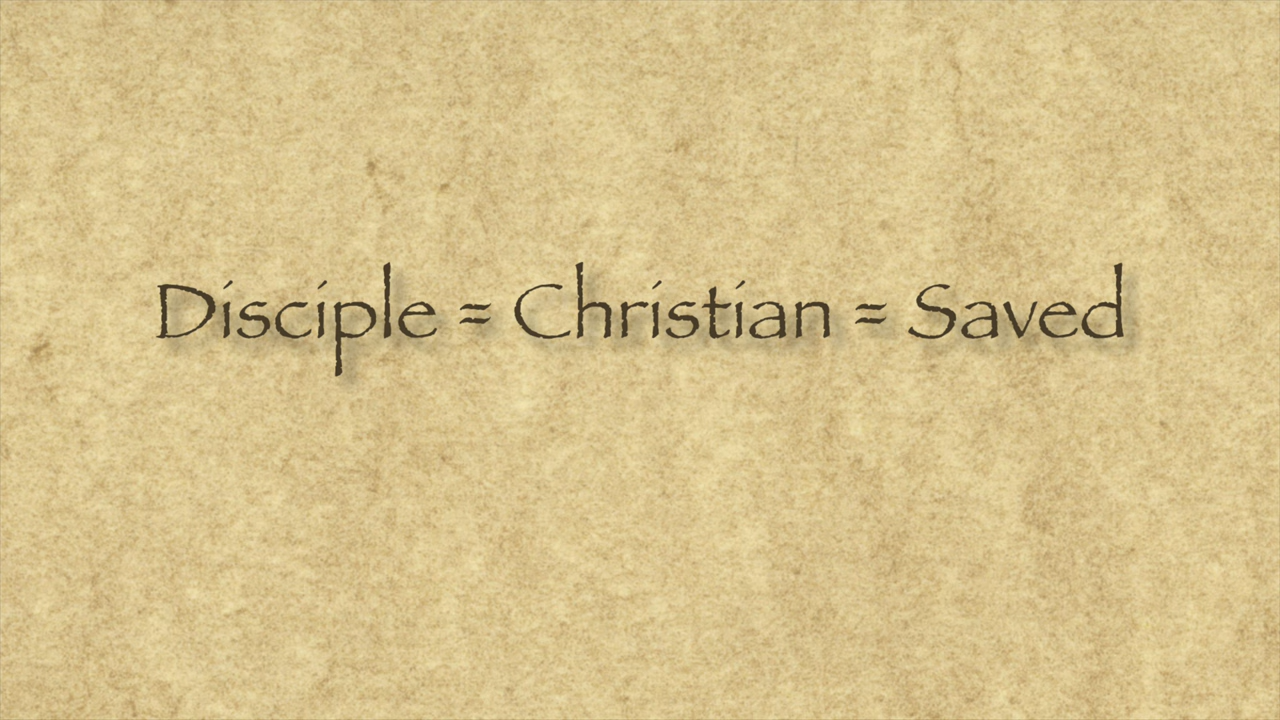 Disciple = Christian = Saved